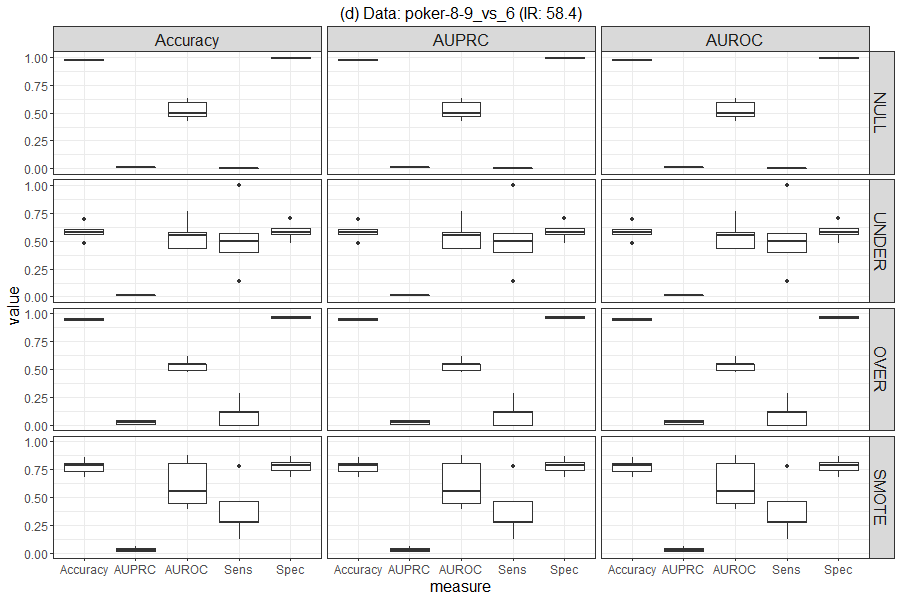 (d) Data: poker-8-9_vs_6 (IR: 58.4)
Accuracy AUPRC AUROC
1.00
0.75
0.50
0.25
0.00
NULL
1.00
0.75
0.50
0.25
0.00
UNDER
value
1.00
0.75
0.50
0.25
0.00
OVER
1.00
0.75
0.50
0.25
0.00
SMOTE
Accuracy AUPRC AUROC Sens Spec Accuracy AUPRC AUROC Sens Spec Accuracy AUPRC AUROC Sens Spec
measure